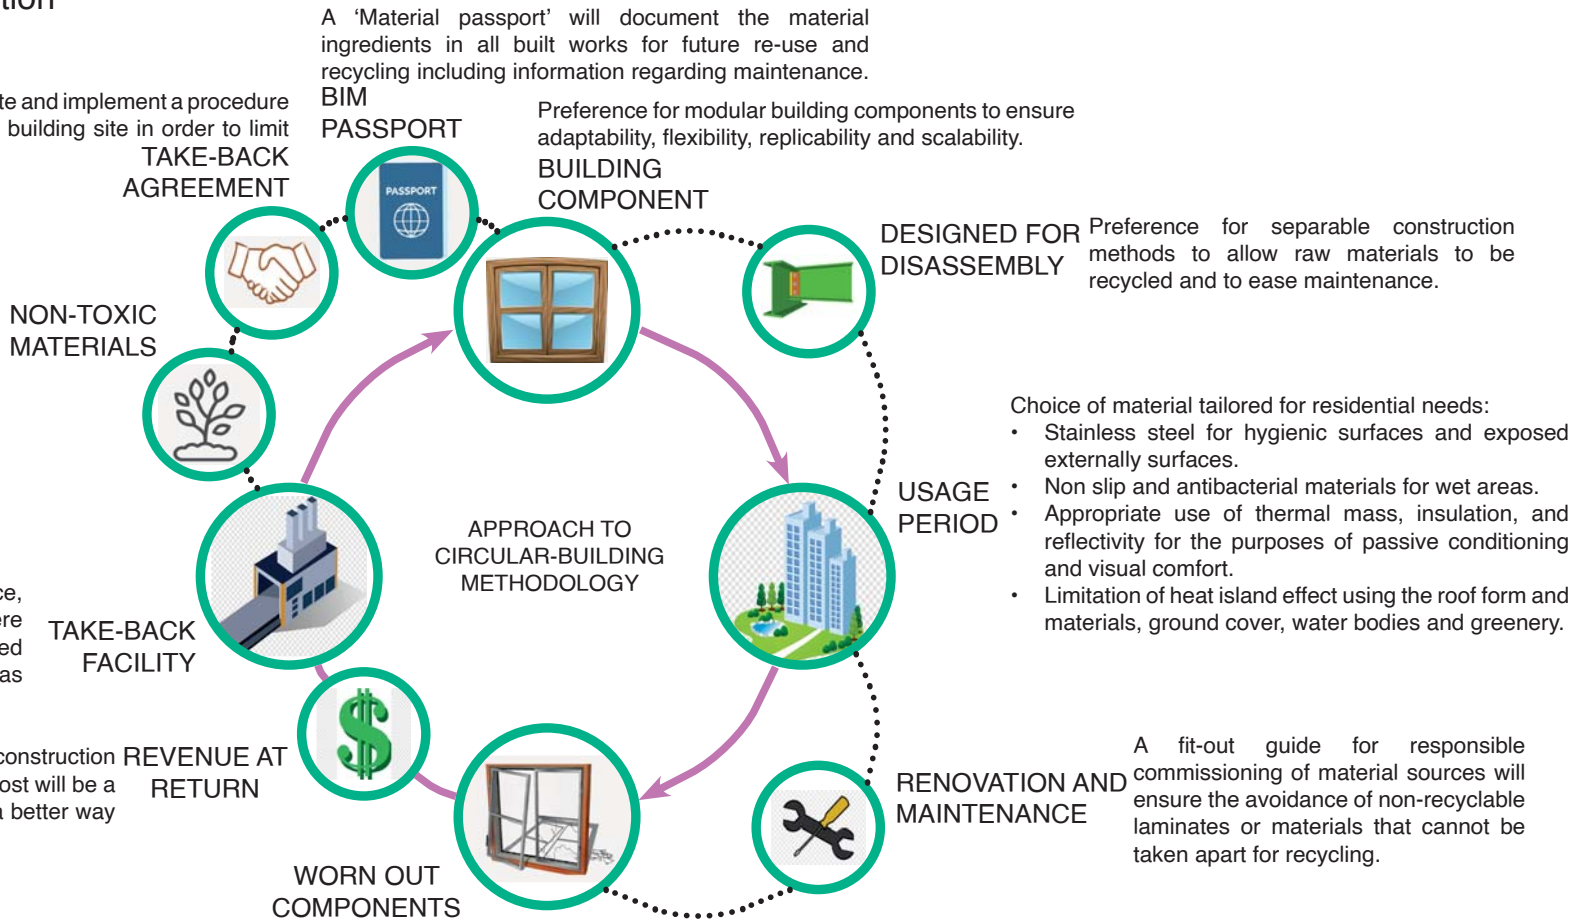 tion
A ‘Material passport’ will document the material
ingredients in all built works for future re-use and
recycling including information regarding maintenance.
BIM
PASSPORT
te and implement a procedure
building site in order to limit
TAKE-BACK
AGREEMENT
PASSPORT
Preference for modular building components to ensure
adaptability, flexibility, replicability and scalability.
BUILDING
COMPONENT
DESIGNED FOR
DISASSEMBLY
Preference for separable construction
methods to allow raw materials to be
recycled and to ease maintenance.
NON-TOXIC
MATERIALS
Choice of material tailored for residential needs:
• Stainless steel for hygienic surfaces and exposed
externally surfaces.
• Non slip and antibacterial materials for wet areas.
• Appropriate use of thermal mass, insulation, and
reflectivity for the purposes of passive conditioning
and visual comfort.
• Limitation of heat island effect using the roof form and
materials, ground cover, water bodies and greenery.
USAGE
PERIOD
APPROACH TO
CIRCULAR-BUILDING
METHODOLOGY
ce,
ere
ed
as
TAKE-BACK
FACILITY
construction
ost will be a
a better way
REVENUE AT
RETURN
RENOVATION AND
MAINTENANCE
A fit-out guide for responsible
commissioning of material sources will
ensure the avoidance of non-recyclable
laminates or materials that cannot be
taken apart for recycling.
WORN OUT
COMPONENTS